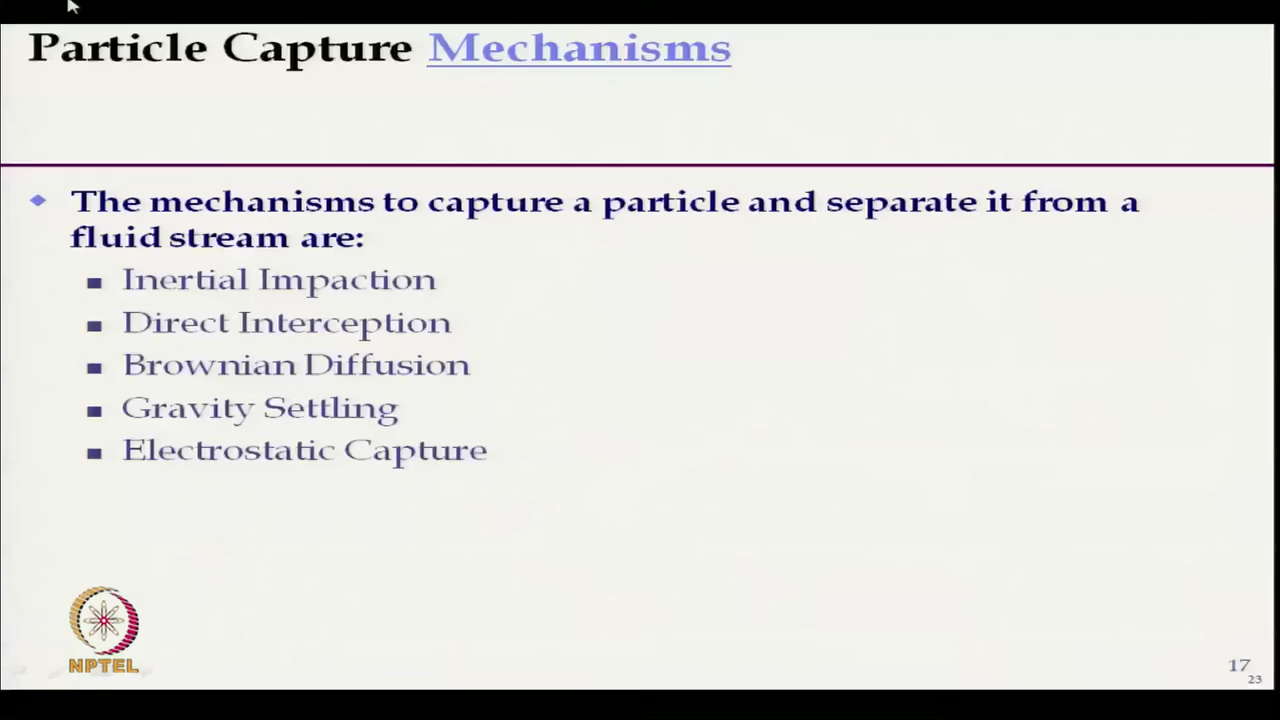 Particle Capture Mechanisms
The mechanisms to capture a particle and separate it from a
fluid stream are:
Inertial Impaction
Direct Interception
Brownian Diffusion
Gravity Settling
Electrostatic Capture
NPTEL
17
23